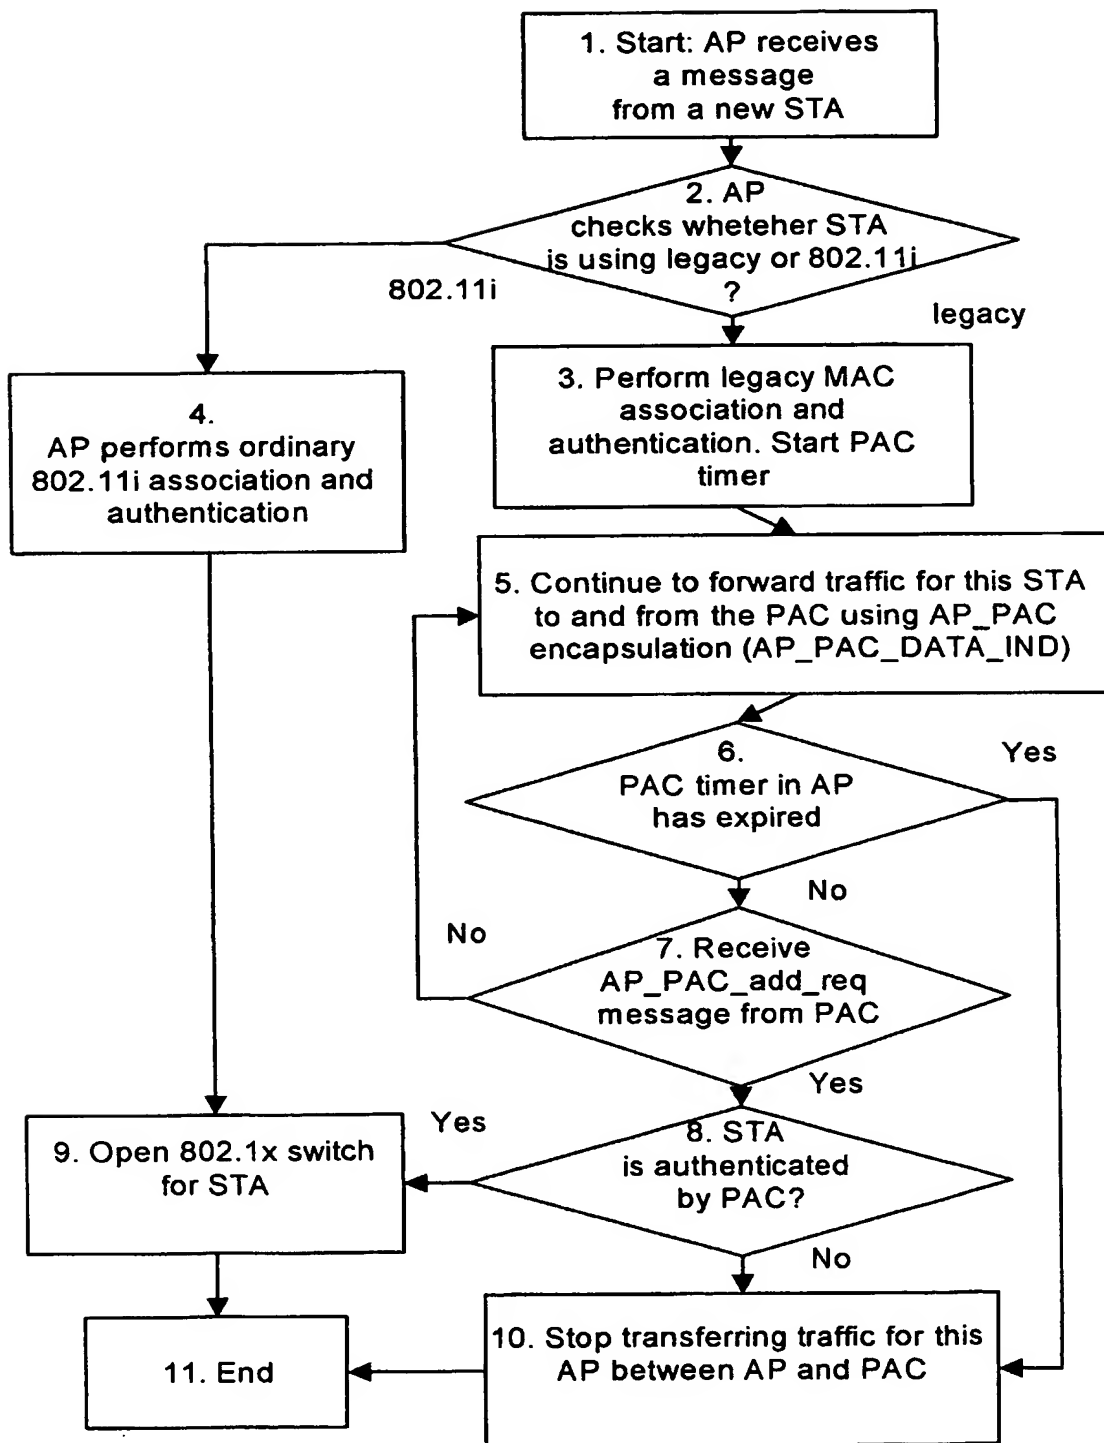 1. Start: AP receives
a message
from a new STA
2. AP
checks wheteher STA
is using legacy or 802.11i
?
802.11i
legacy
3. Perform legacy MAC
association and
authentication. Start PAC
timer
4.
AP performs ordinary
802.11i association and
authentication
5. Continue to forward traffic for this STA
to and from the PAC using AP_PAC
encapsulation (AP_PAC_DATA_IND)
6.
PAC timer in AP
has expired
Yes
No
7. Receive
AP_PAC_add_req
message from PAC
No
Yes
8. STA
is authenticated
by PAC?
Yes
No
9. Open 802.1x switch
for STA
10. Stop transferring traffic for this
AP between AP and PAC
11. End